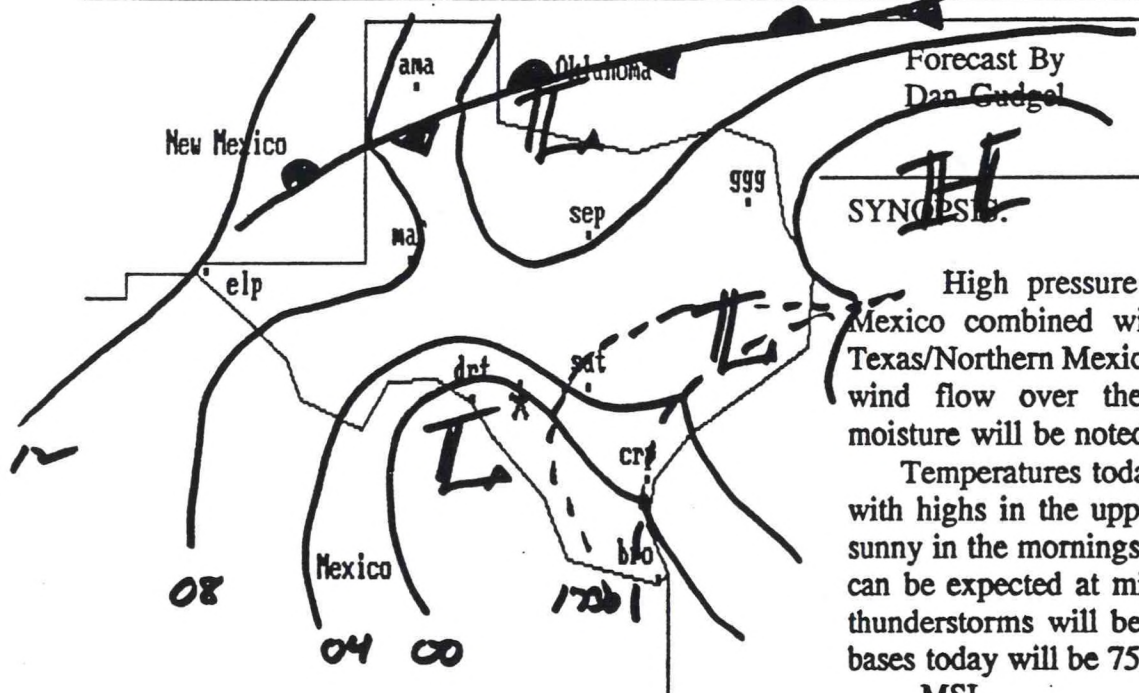 ama
Oklahoma
New Mexico
L
ggg
sep
maf
elp
H
L
drt
sat
L
crp
bro
Mexico
12
08
04
00
Forecast By
Dan Gudgel
SYNOPSIS:
High pressure
Mexico combined wi
Texas/Northern Mexic
wind flow over the
moisture will be noted
Temperatures toda
with highs in the upp
sunny in the mornings
can be expected at mi
thunderstorms will be
bases today will be 75
MSL